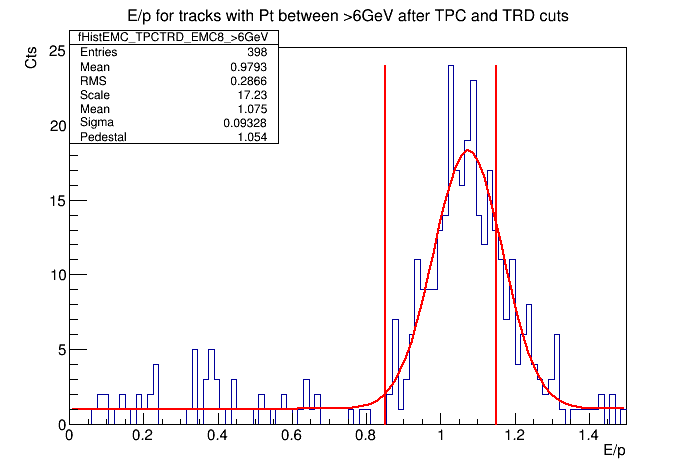 E/p for tracks with Pt between >6GeV after TPC and TRD cuts
fHistEMC_TPCTRD_EMC8_>6GeV
Entries 398
Mean 0.9793
RMS 0.2866
Scale 17.23
Mean 1.075
Sigma 0.09328
Pedestal 1.054
Cts
25
20
15
10
5
0
0 0.2 0.4 0.6 0.8 1 1.2 1.4
E/p